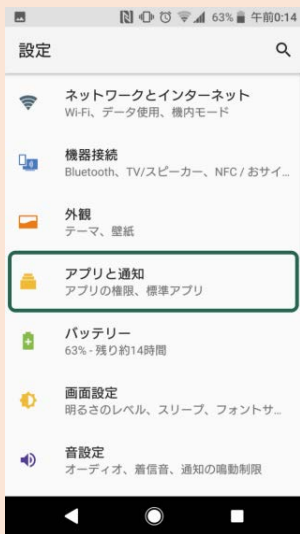 63% 午前0:14
設定
ネットワークとインターネット
Wi-Fi、データ使用、機内モード
機器接続
Bluetooth、TV/スピーカー、NFC / おサイ...
外観
テーマ、壁紙
アプリと通知
アプリの権限、標準アプリ
バッテリー
63% - 残り約14時間
画面設定
明るさのレベル、スリープ、フォントサ...
音設定
オーディオ、着信音、通知の鳴動制限